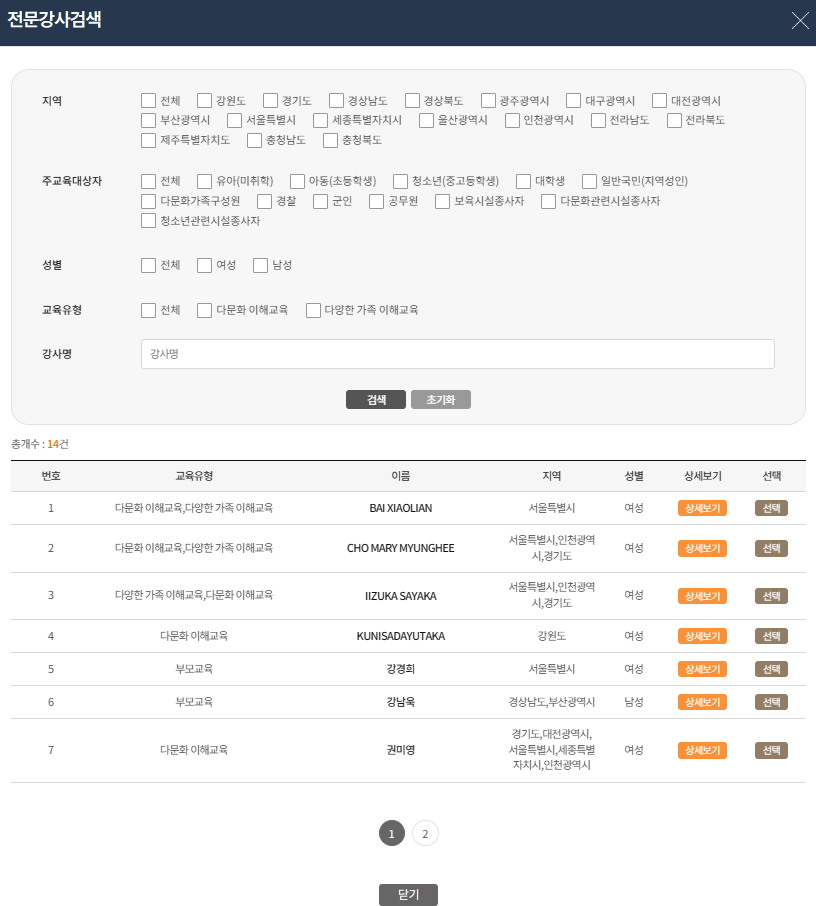 전문강사검색
지역
전체 강원도 경기도 경상남도 경상북도 광주광역시 대구광역시 대전광역시
부산광역시 서울특별시 세종특별자치시 울산광역시 인천광역시 전라남도 전라북도
제주특별자치도 충청남도 충청북도
주교육대상자
전체 유아(미취학) 아동(초등학생) 청소년(중고등학생) 대학생 일반국민(지역성인)
다문화가족구성원 경찰 군인 공무원 보육시설종사자 다문화관련시설종사자
청소년관련시설종사자
성별
전체 여성 남성
교육유형
전체 다문화 이해교육 다양한 가족 이해교육
강사명
강사명
검색 초기화
총개수 : 14건
번호 교육유형 이름 지역 성별 상세보기 선택
1 다문화 이해교육,다양한 가족 이해교육 BAI XIAOLIAN 서울특별시 여성 상세보기 선택
2 다문화 이해교육,다양한 가족 이해교육 CHO MARY MYUNGHEE 서울특별시,인천광역
시,경기도 여성 상세보기 선택
3 다양한 가족 이해교육,다문화 이해교육 IIZUKA SAYAKA 서울특별시,인천광역
시,경기도 여성 상세보기 선택
4 다문화 이해교육 KUNISADAYUTAKA 강원도 여성 상세보기 선택
5 부모교육 강경희 서울특별시 여성 상세보기 선택
6 부모교육 강남욱 경상남도,부산광역시 남성 상세보기 선택
7 다문화 이해교육 권미영 경기도,대전광역시,
서울특별시,세종특별
자치시,인천광역시 여성 상세보기 선택
1 2
닫기